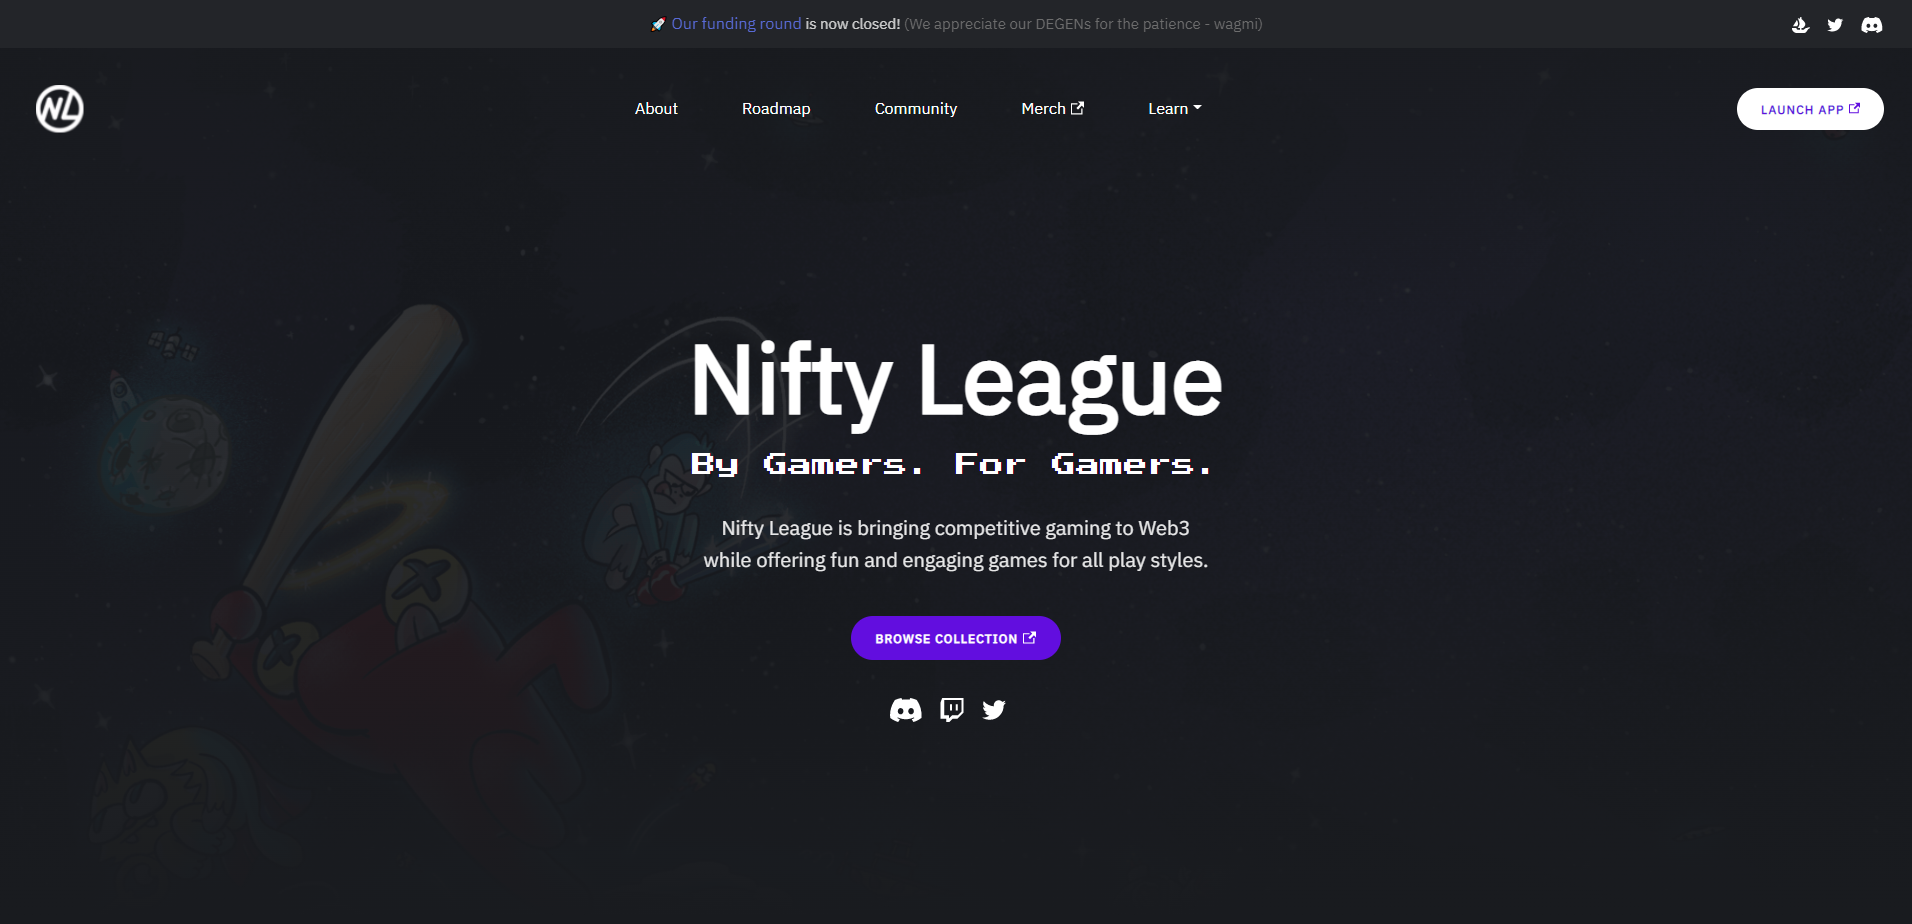 🚀 Our funding round is now closed! (We appreciate our DEGENs for the patience - wagmi)
NL
About
Roadmap
Community
Merch
Learn
LAUNCH APP
Nifty League
By Gamers. For Gamers.
Nifty League is bringing competitive gaming to Web3
while offering fun and engaging games for all play styles.
BROWSE COLLECTION